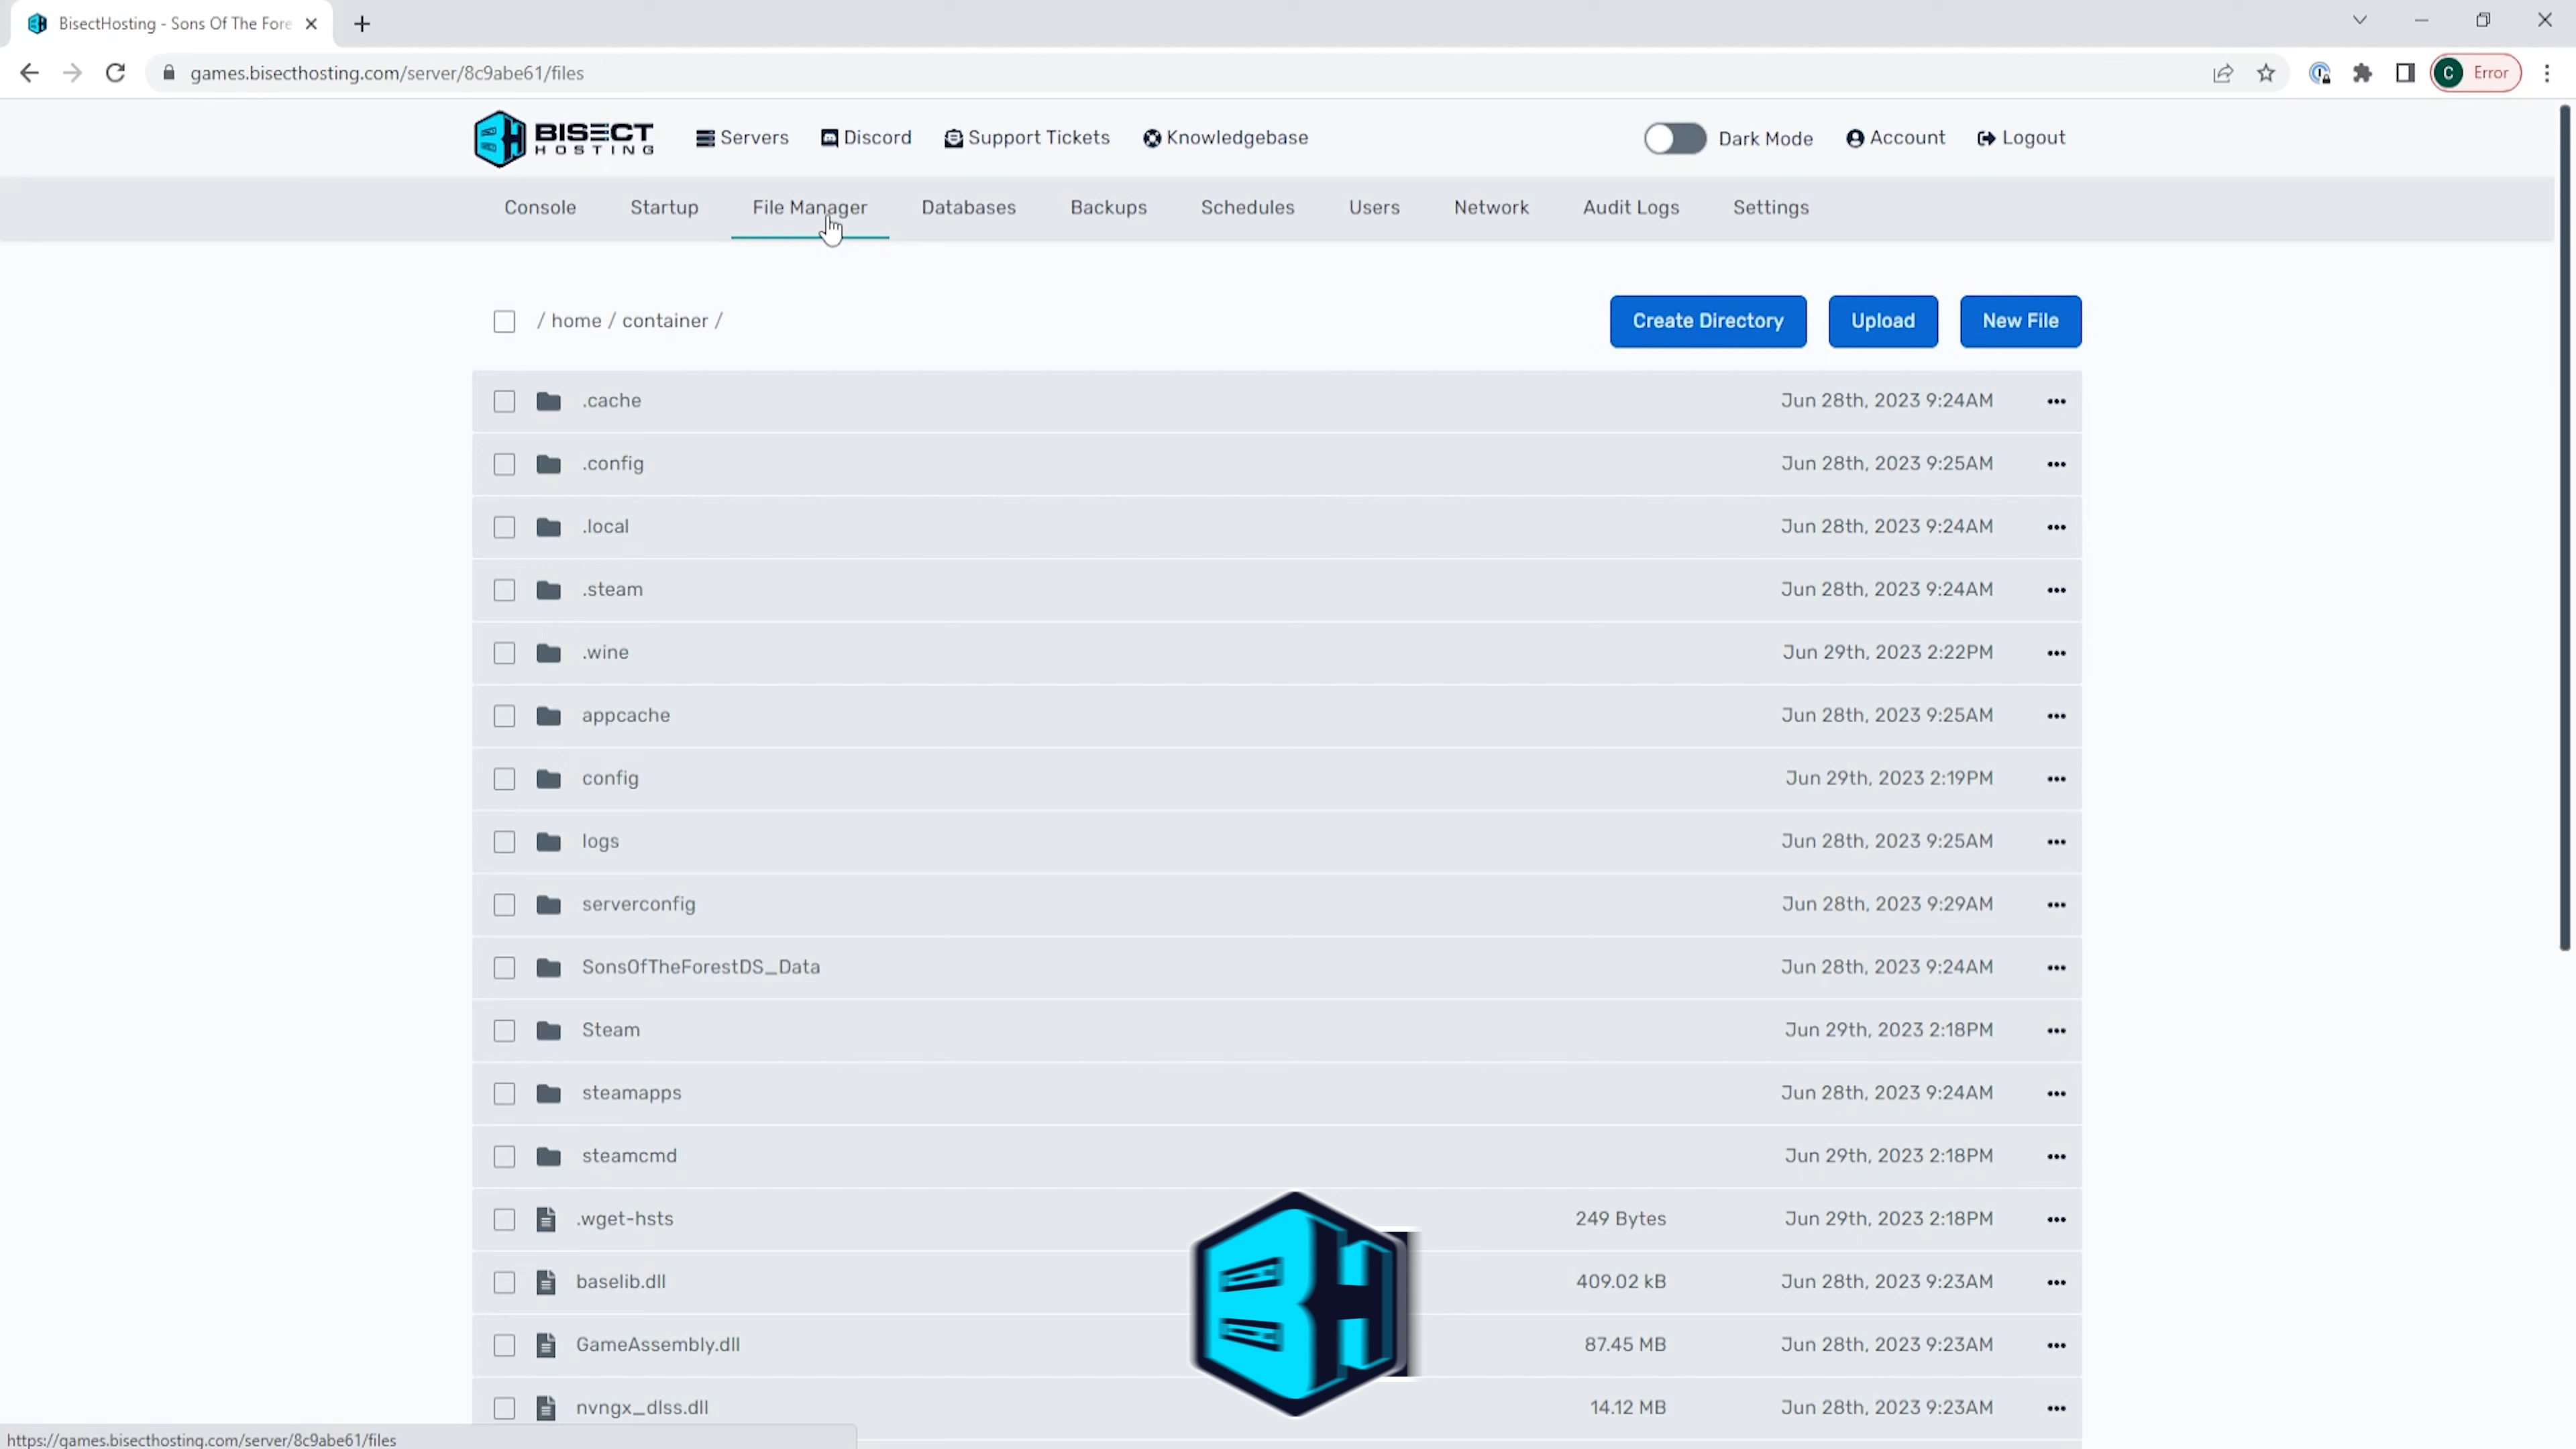 BisectHosting - Sons Of The Fore
games.bisecthosting.com/server/8c9abe61/files
C Error
BISECT HOSTING
Servers Discord Support Tickets Knowledgebase Dark Mode Account Logout
Console Startup File Manager Databases Backups Schedules Users Network Audit Logs Settings
/ home / container / Create Directory Upload New File
.cache Jun 28th, 2023 9:24AM
.config Jun 28th, 2023 9:25AM
.local Jun 28th, 2023 9:24AM
.steam Jun 28th, 2023 9:24AM
.wine Jun 29th, 2023 2:22PM
appcache Jun 28th, 2023 9:25AM
config Jun 29th, 2023 2:19PM
logs Jun 28th, 2023 9:25AM
serverconfig Jun 28th, 2023 9:29AM
SonsOfTheForestDS_Data Jun 28th, 2023 9:24AM
Steam Jun 29th, 2023 2:18PM
steamapps Jun 28th, 2023 9:24AM
steamcmd Jun 29th, 2023 2:18PM
.wget-hsts 249 Bytes Jun 29th, 2023 2:18PM
baselib.dll 409.02 kB Jun 28th, 2023 9:23AM
GameAssembly.dll 87.45 MB Jun 28th, 2023 9:23AM
nvngx_dlss.dll 14.12 MB Jun 28th, 2023 9:23AM
https://games.bisecthosting.com/server/8c9abe61/files
BH